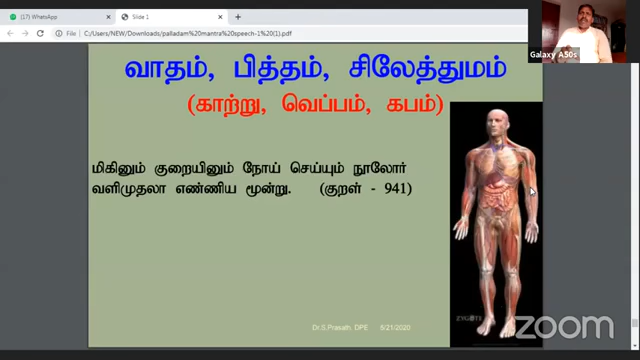 (17) WhatsApp
Slide 1
File | C:/Users/NEW/Downloads/palladam%20mantra%20speech-1%20(1).pdf
Galaxy A50s
வாதம், பித்தம், சிலேத்துமம்
(காற்று, வெப்பம், கபம்)
மிகினும் குறையினும் நோய் செய்யும் நூலோர்
வளிமுதலா எண்ணிய மூன்று. (குறள் - 941)
ZYGOTE
Dr.S.Prasath, DPE 6/21/2020
zoom